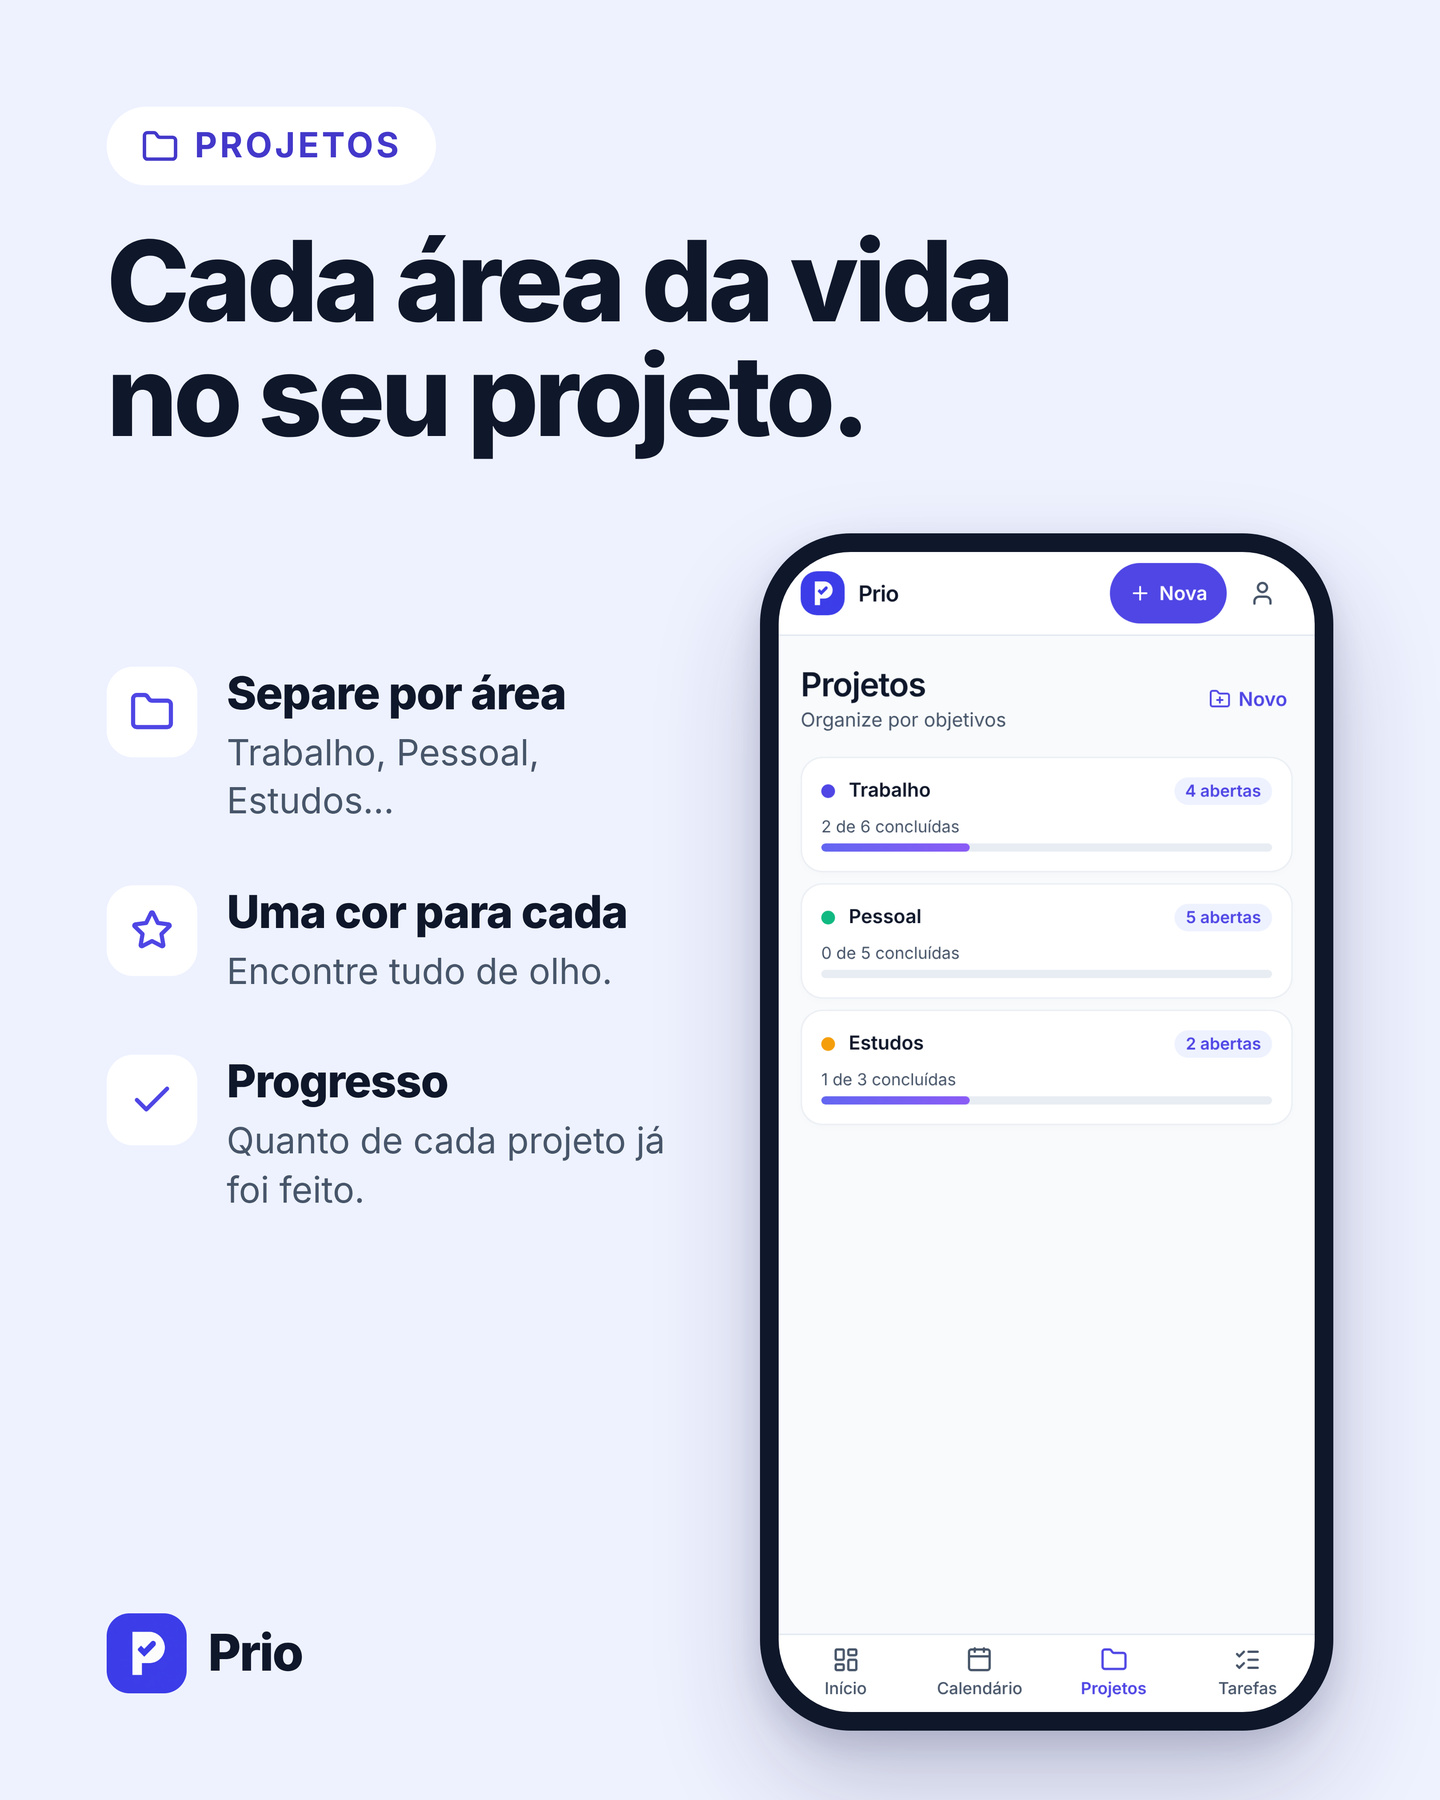 PROJETOS
Cada área da vida
no seu projeto.
Separe por área
Trabalho, Pessoal,
Estudos...
Uma cor para cada
Encontre tudo de olho.
Progresso
Quanto de cada projeto já
foi feito.
Prio
Prio
+ Nova
Projetos
Organize por objetivos
Novo
Trabalho
4 abertas
2 de 6 concluídas
Pessoal
5 abertas
0 de 5 concluídas
Estudos
2 abertas
1 de 3 concluídas
Início
Calendário
Projetos
Tarefas